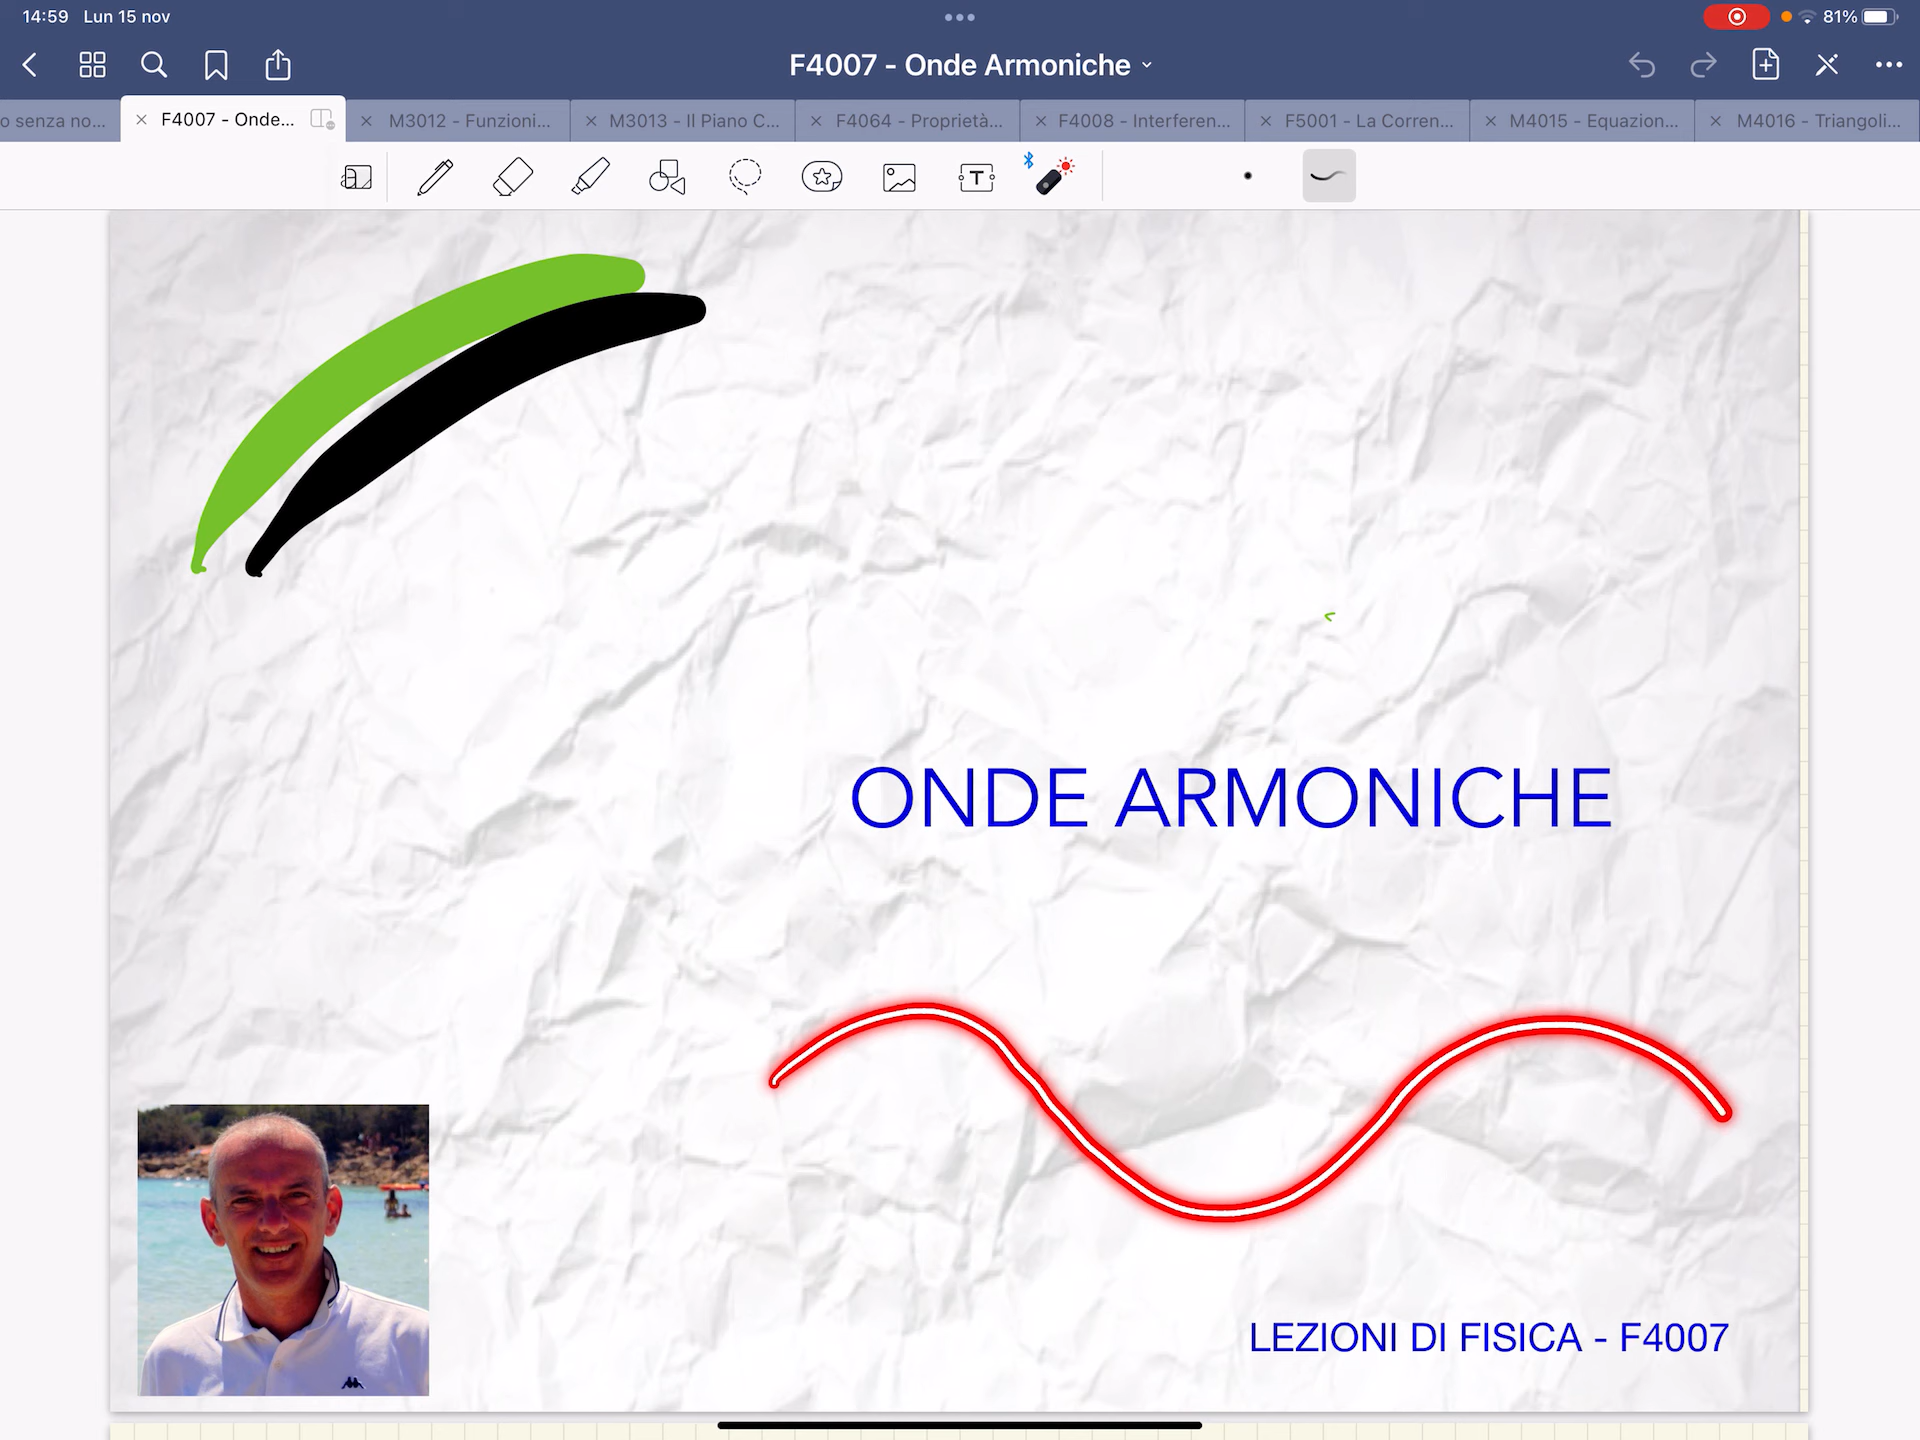 14:59 Lun 15 nov
81%
F4007 - Onde Armoniche
o senza no...
F4007 - Onde...
M3012 - Funzioni...
M3013 - Il Piano C...
F4064 - Proprietà...
F4008 - Interferen...
F5001 - La Corren...
M4015 - Equazion...
M4016 - Triangoli...
ONDE ARMONICHE
LEZIONI DI FISICA - F4007